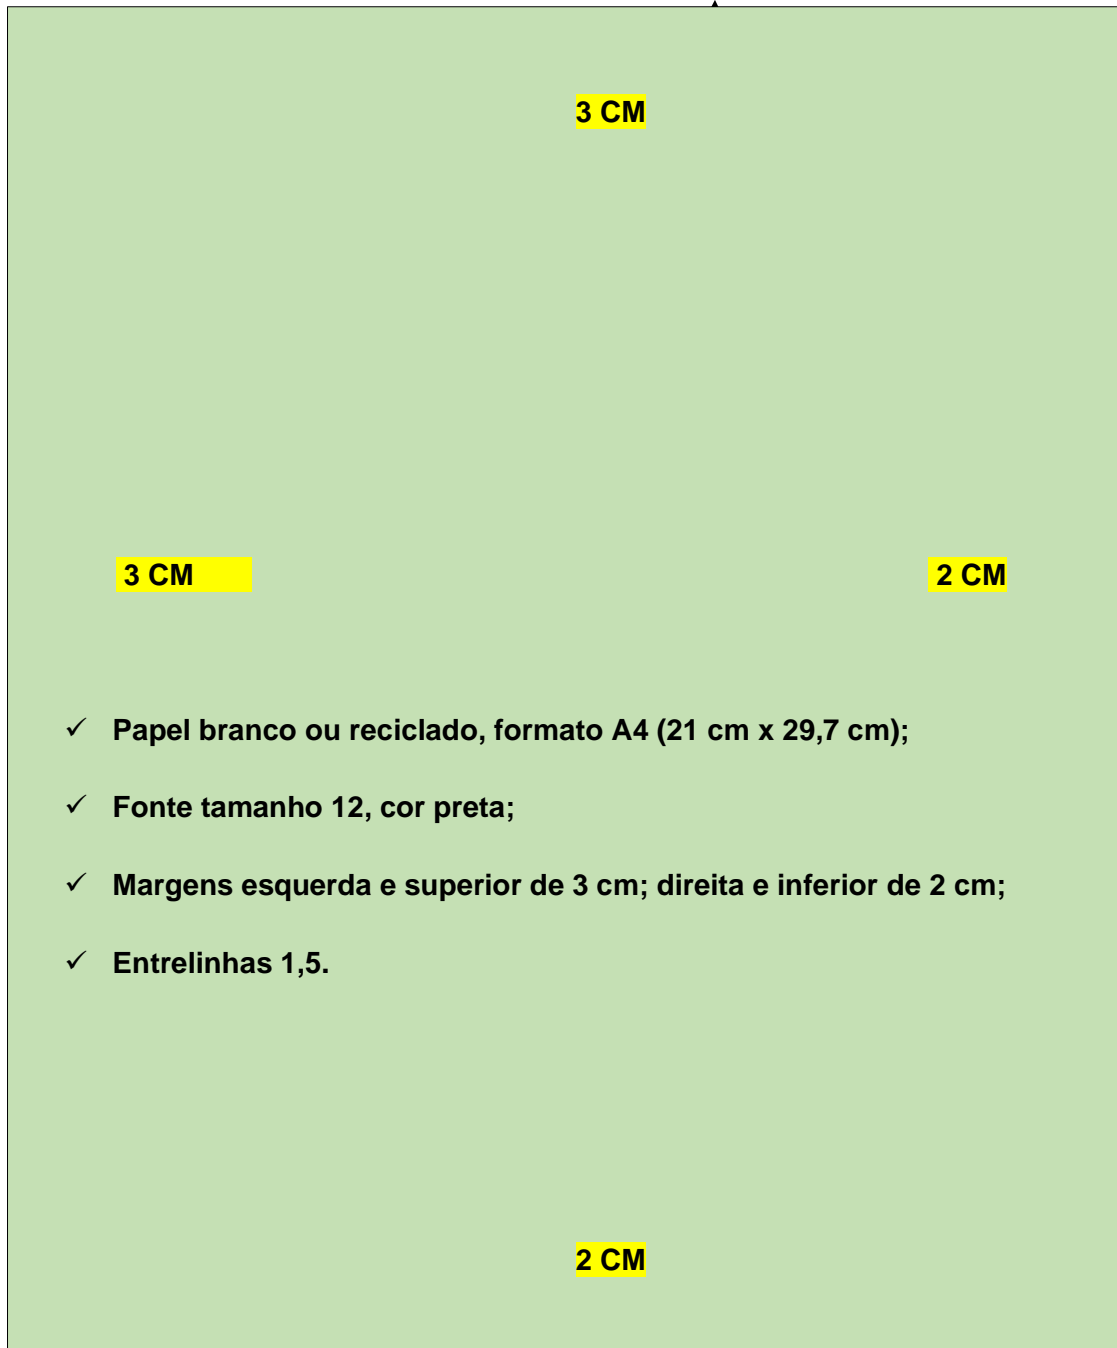 3 CM
3 CM 2 CM
✓ Papel branco ou reciclado, formato A4 (21 cm x 29,7 cm);
✓ Fonte tamanho 12, cor preta;
✓ Margens esquerda e superior de 3 cm; direita e inferior de 2 cm;
✓ Entrelinhas 1,5.
2 CM